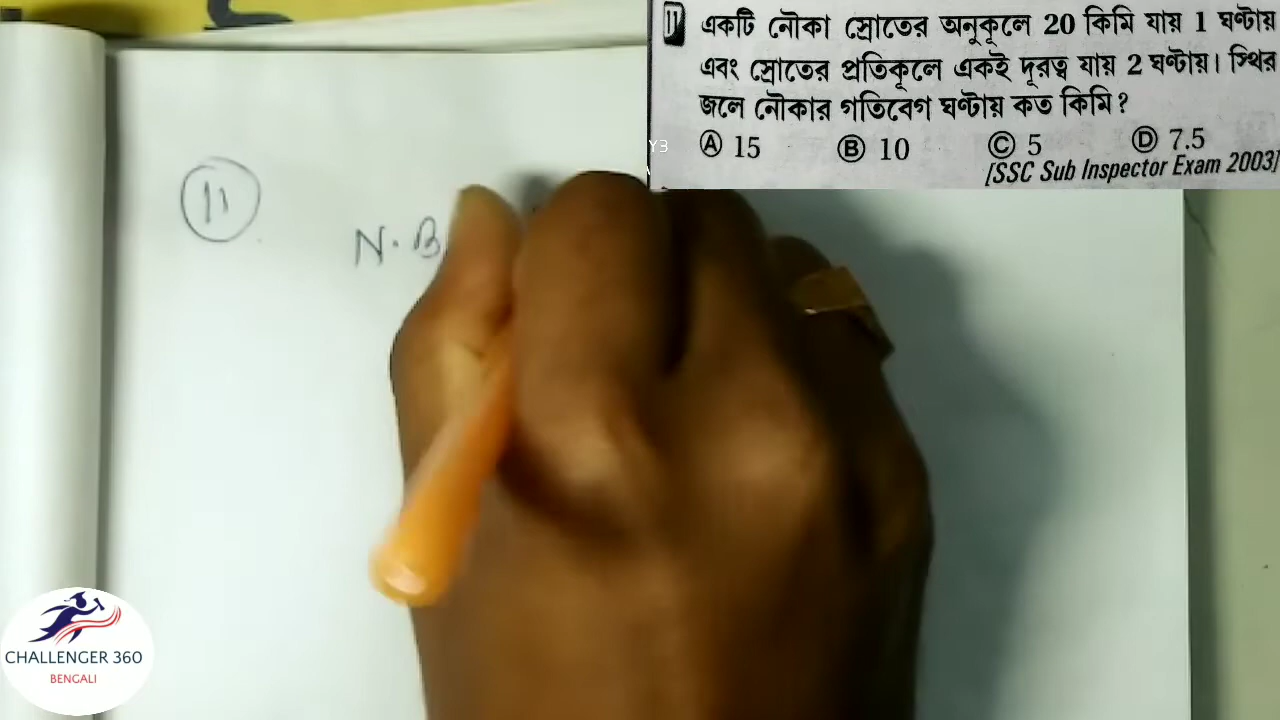 11 একটি নৌকা স্রোতের অনুকূলে 20 কিমি যায় 1 ঘণ্টায়
এবং স্রোতের প্রতিকূলে একই দূরত্ব যায় 2 ঘণ্টায়। স্থির
জলে নৌকার গতিবেগ ঘণ্টায় কত কিমি?
Ⓐ 15 Ⓑ 10 Ⓒ 5 Ⓓ 7.5
[SSC Sub Inspector Exam 2003]
Y3
11
N. B
CHALLENGER 360
BENGALI